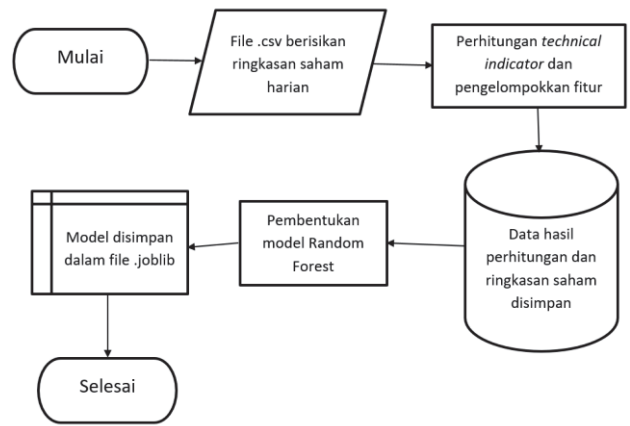 Mulai
File .csv berisikan
ringkasan saham
harian
Perhitungan technical
indicator dan
pengelompokkan fitur
Data hasil
perhitungan dan
ringkasan saham
disimpan
Pembentukan
model Random
Forest
Model disimpan
dalam file .joblib
Selesai